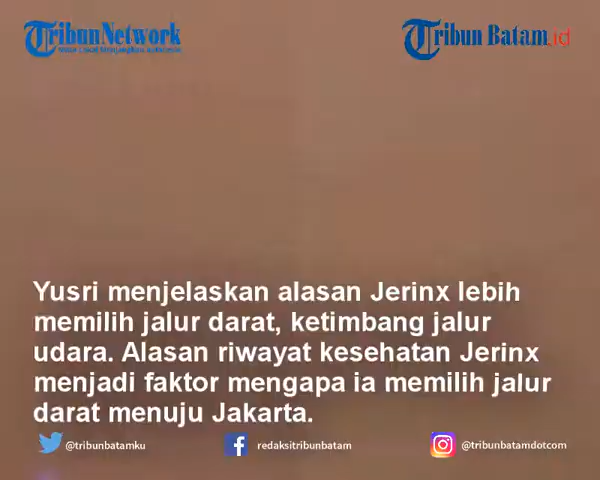 TribunNetwork
Tribun Batam.id
Yusri menjelaskan alasan Jerinx lebih
memilih jalur darat, ketimbang jalur
udara. Alasan riwayat kesehatan Jerinx
menjadi faktor mengapa ia memilih jalur
darat menuju Jakarta.
@tribunbatamku
redaksitribunbatam
@tribunbatamdotcom